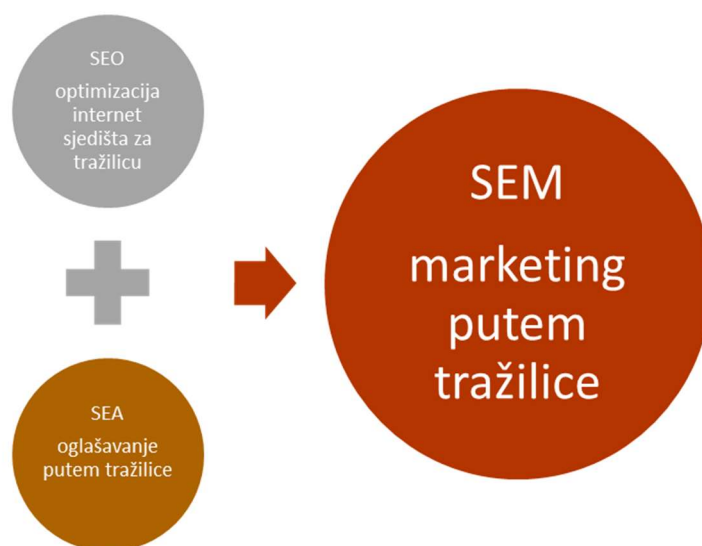 SEO
optimizacija
internet
sjedišta za
tražilicu
SEA
oglašavanje
putem tražilice
SEM
marketing
putem
tražilice